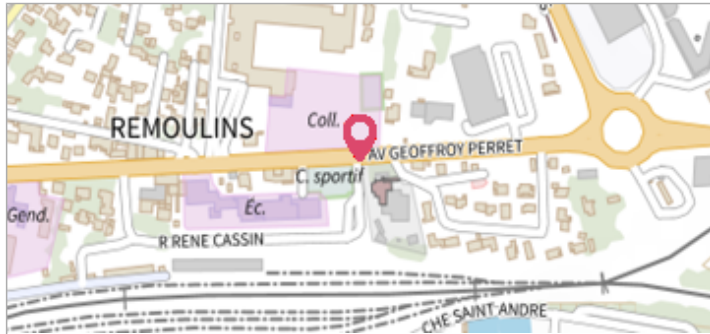 Coll.
REMOULINS
AV GEOFFROY PERRET
C. sportif
Gend.
Éc.
R RENE CASSIN
CHE SAINT ANDRE